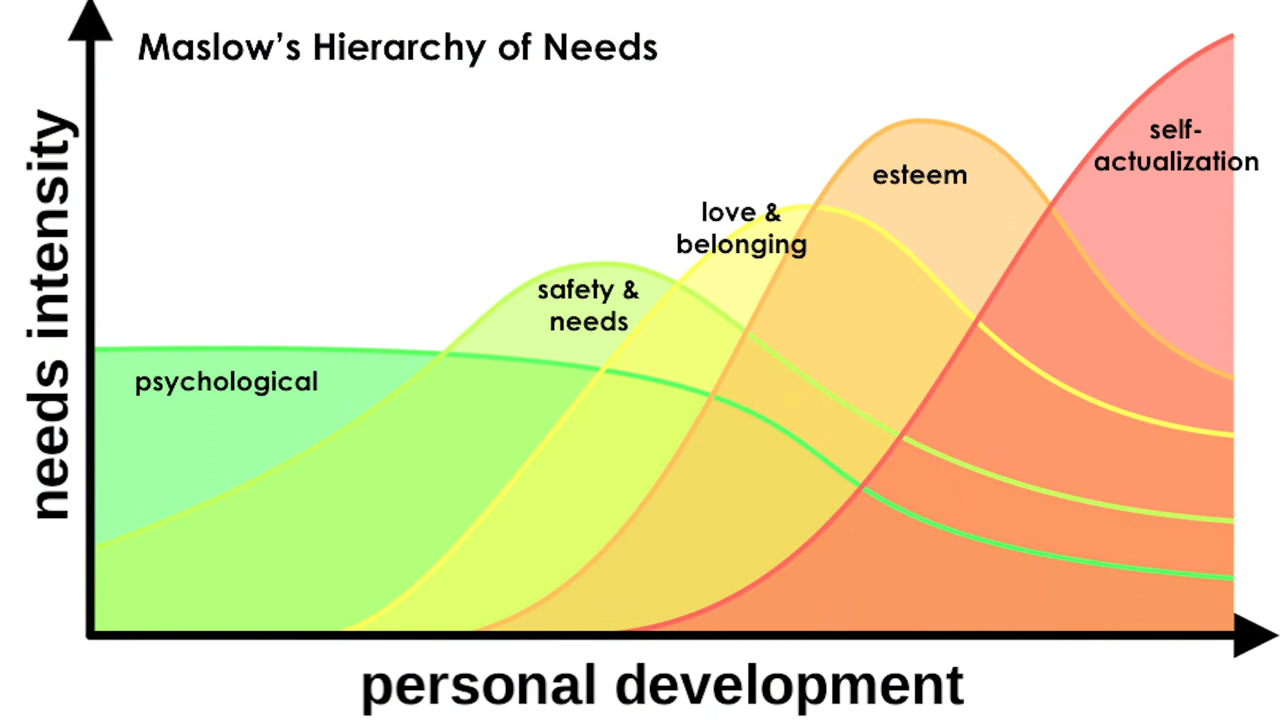 Maslow's Hierarchy of Needs
needs intensity
psychological
safety &
needs
love &
belonging
esteem
self-
actualization
personal development